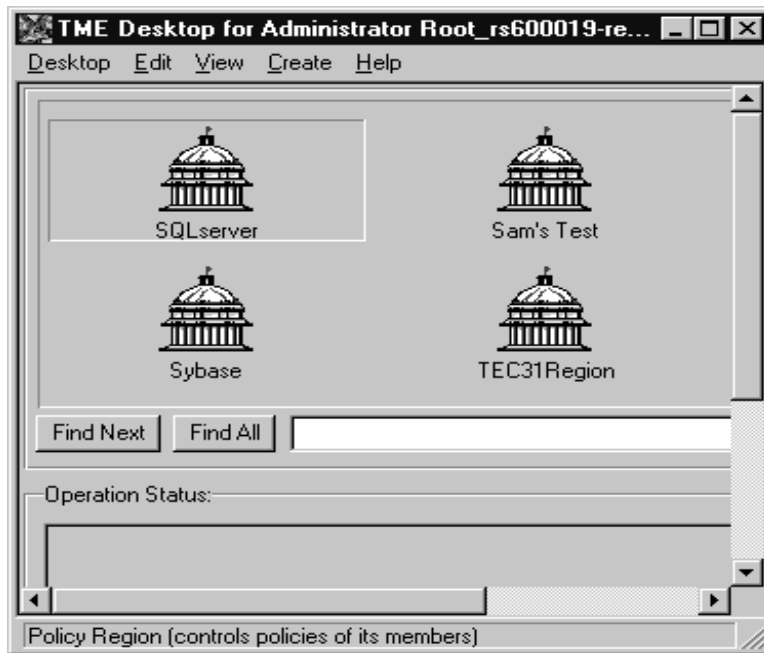 TME Desktop for Administrator Root_rs600019-re...
Desktop Edit View Create Help
SQLserver Sam's Test
Sybase TEC31Region
Find Next Find All
Operation Status:
Policy Region (controls policies of its members)